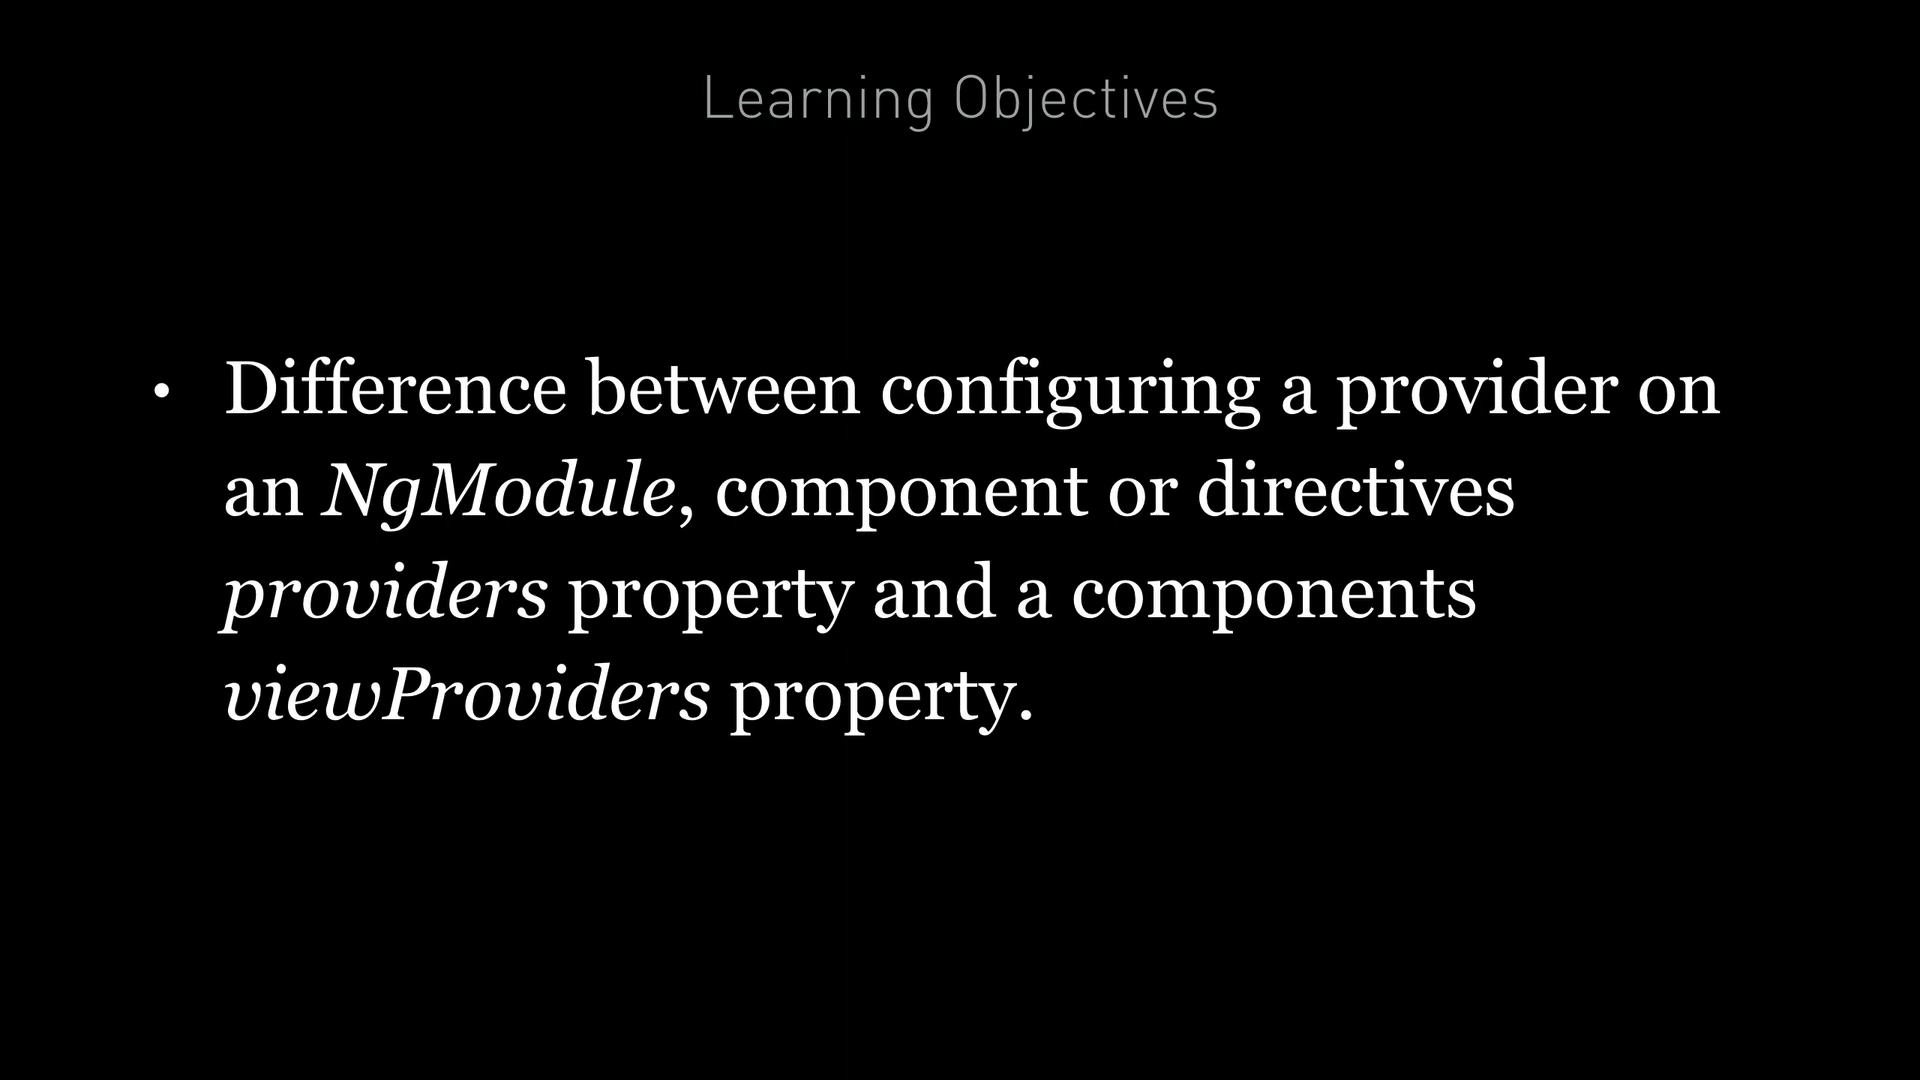 Learning Objectives
• Difference between configuring a provider on
an NgModule, component or directives
providers property and a components
viewProviders property.